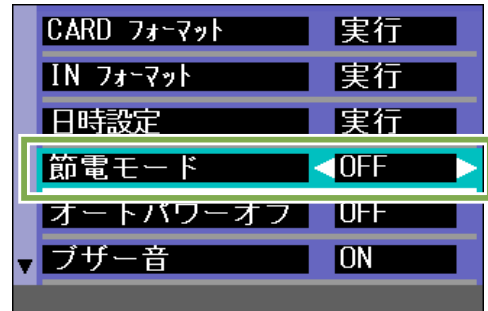 CARD フォーマット 実行
IN フォーマット 実行
日時設定 実行
節電モード OFF
オートパワーオフ OFF
ブザー音 ON